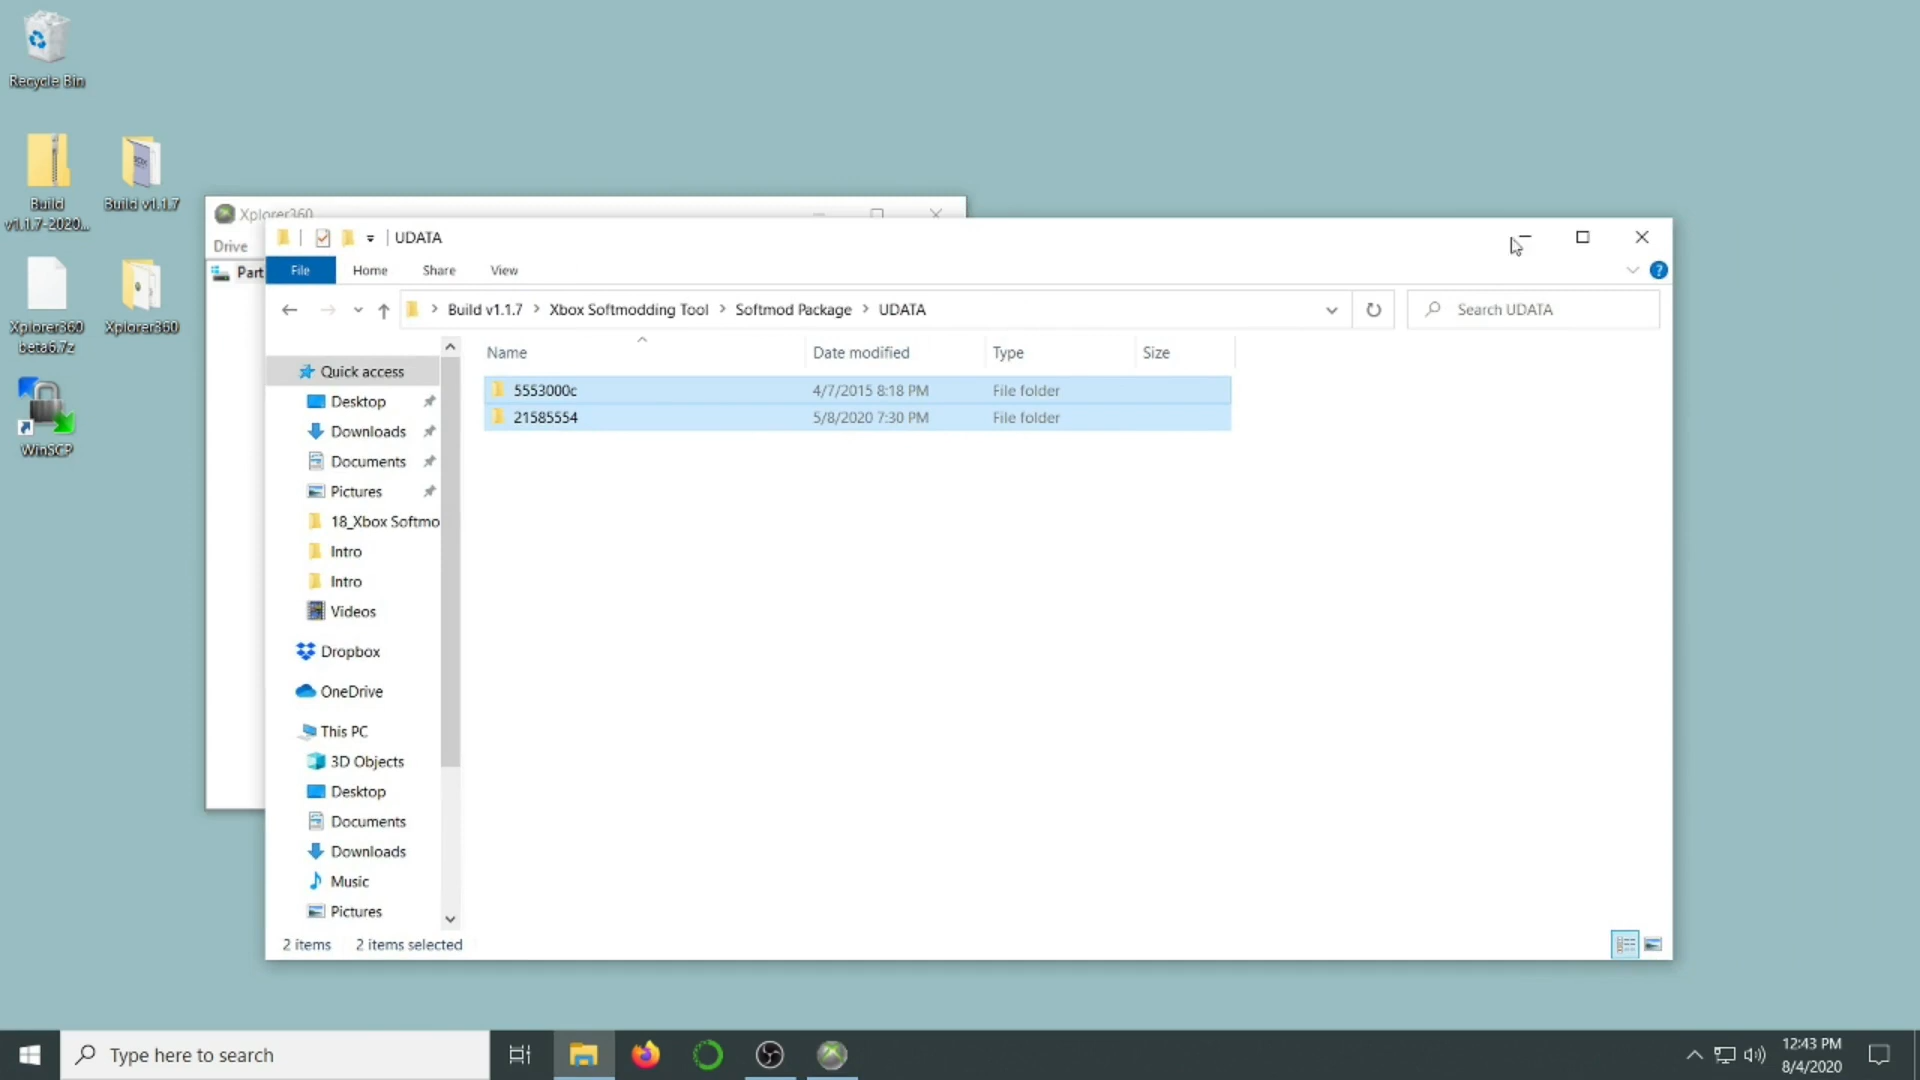 Recycle Bin
Build
v1.1.7-2020...
Build v1.1.7
Xplorer360
beta6.7z
Xplorer360
WinSCP
Xplorer360
Drive
Part
UDATA
File
Home
Share
View
Build v1.1.7
Xbox Softmodding Tool
Softmod Package
UDATA
Search UDATA
Name
Date modified
Type
Size
5553000c
4/7/2015 8:18 PM
File folder
21585554
5/8/2020 7:30 PM
File folder
Quick access
Desktop
Downloads
Documents
Pictures
18_Xbox Softmo
Intro
Intro
Videos
Dropbox
OneDrive
This PC
3D Objects
Desktop
Documents
Downloads
Music
Pictures
2 items
2 items selected
Type here to search
12:43 PM
8/4/2020